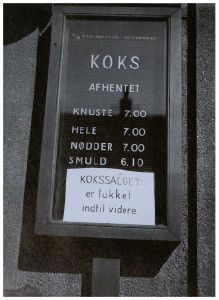 KOKS
AFHENTET
KNUSTE 7.00
HELE 7.00
NØDDER 7.00
SMULD 6.10
KOKSSALGET
er lukket
indtil videre.